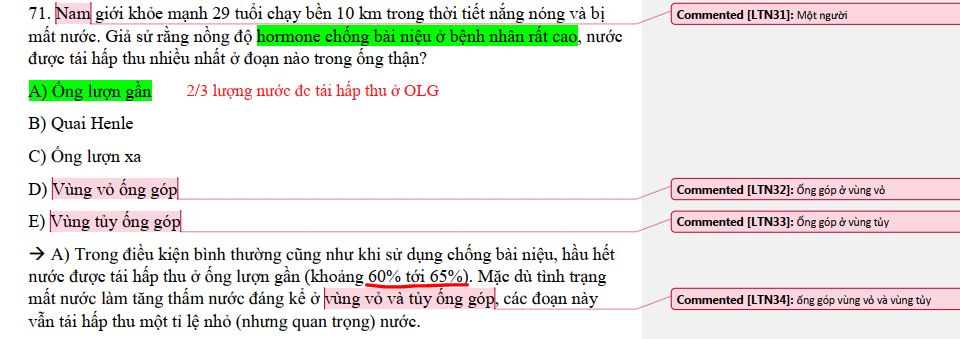 71. Nam giới khỏe mạnh 29 tuổi chạy bền 10 km trong thời tiết nắng nóng và bị
Commented [LTN31]: Một người
mất nước. Giả sử rằng nồng độ hormone chống bài niệu ở bệnh nhân rất cao, nước
được tái hấp thu nhiều nhất ở đoạn nào trong ống thận?
A) Ống lượn gần 2/3 lượng nước đc tái hấp thu ở OLG
B) Quai Henle
C) Ống lượn xa
D) Vùng vỏ ống góp
Commented [LTN32]: Ống góp ở vùng vỏ
E) Vùng tủy ống góp
Commented [LTN33]: Ống góp ở vùng tủy
→ A) Trong điều kiện bình thường cũng như khi sử dụng chống bài niệu, hầu hết
nước được tái hấp thu ở ống lượn gần (khoảng 60% tới 65%). Mặc dù tình trạng
mất nước làm tăng thấm nước đáng kể ở vùng vỏ và tủy ống góp, các đoạn này
Commented [LTN34]: ống góp vùng vỏ và vùng tủy
vẫn tái hấp thu một tỉ lệ nhỏ (nhưng quan trọng) nước.